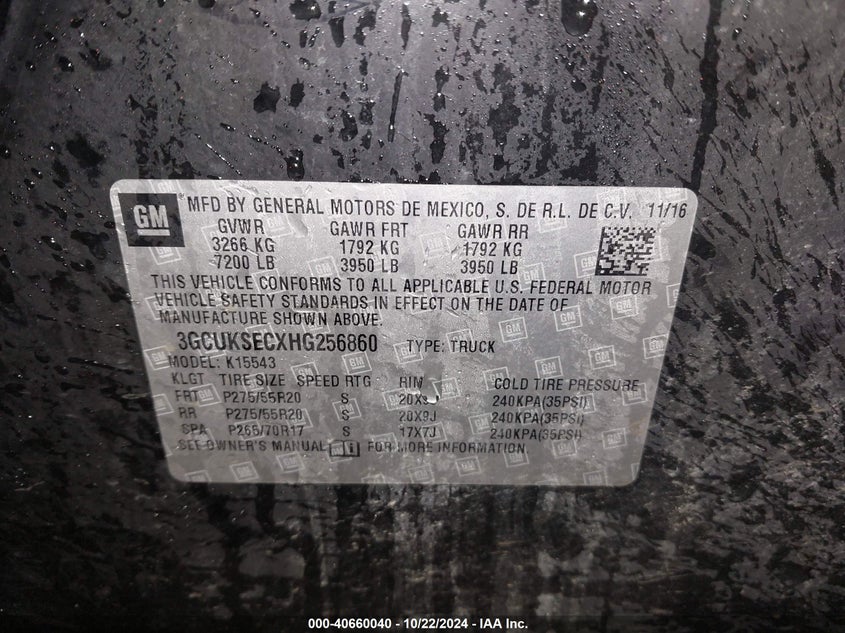 GM
MFD BY GENERAL MOTORS DE MEXICO, S. DE R.L. DE C.V. 11/16
GVWR GAWR FRT GAWR RR
3266 KG 1792 KG 1792 KG
7200 LB 3950 LB 3950 LB
THIS VEHICLE CONFORMS TO ALL APPLICABLE U.S. FEDERAL MOTOR
VEHICLE SAFETY STANDARDS IN EFFECT ON THE DATE OF
MANUFACTURE SHOWN ABOVE.
3GCUKSECXHG256860 TYPE: TRUCK
MODEL: K15543
KLGT TIRE SIZE SPEED RTG RIM COLD TIRE PRESSURE
FRT P275/55R20 S 20X9J 240KPA(35PSI)
RR P275/55R20 S 20X9J 240KPA(35PSI)
SPA P265/70R17 S 17X7J 240KPA(35PSI)
SEE OWNER'S MANUAL FOR MORE INFORMATION.
000-40660040 - 10/22/2024 - IAA Inc.